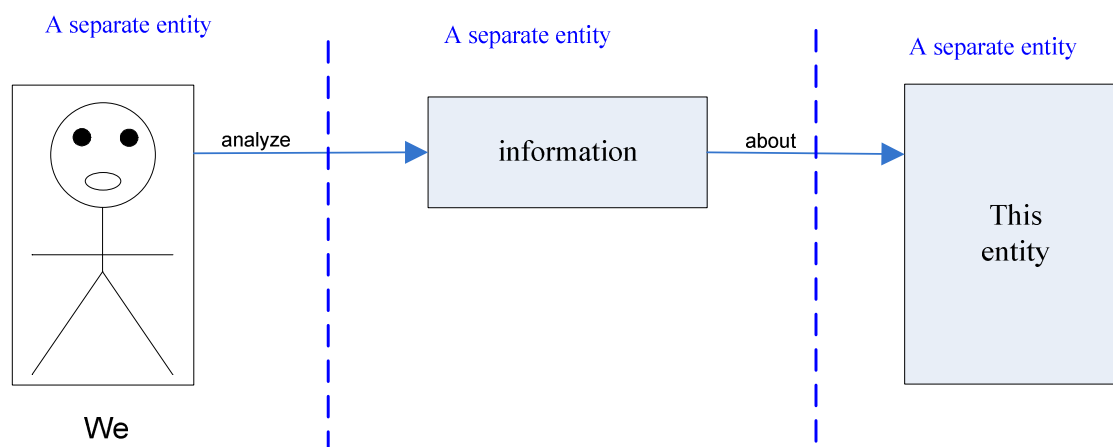 A separate entity
A separate entity
A separate entity
analyze
information
about
This
entity
We